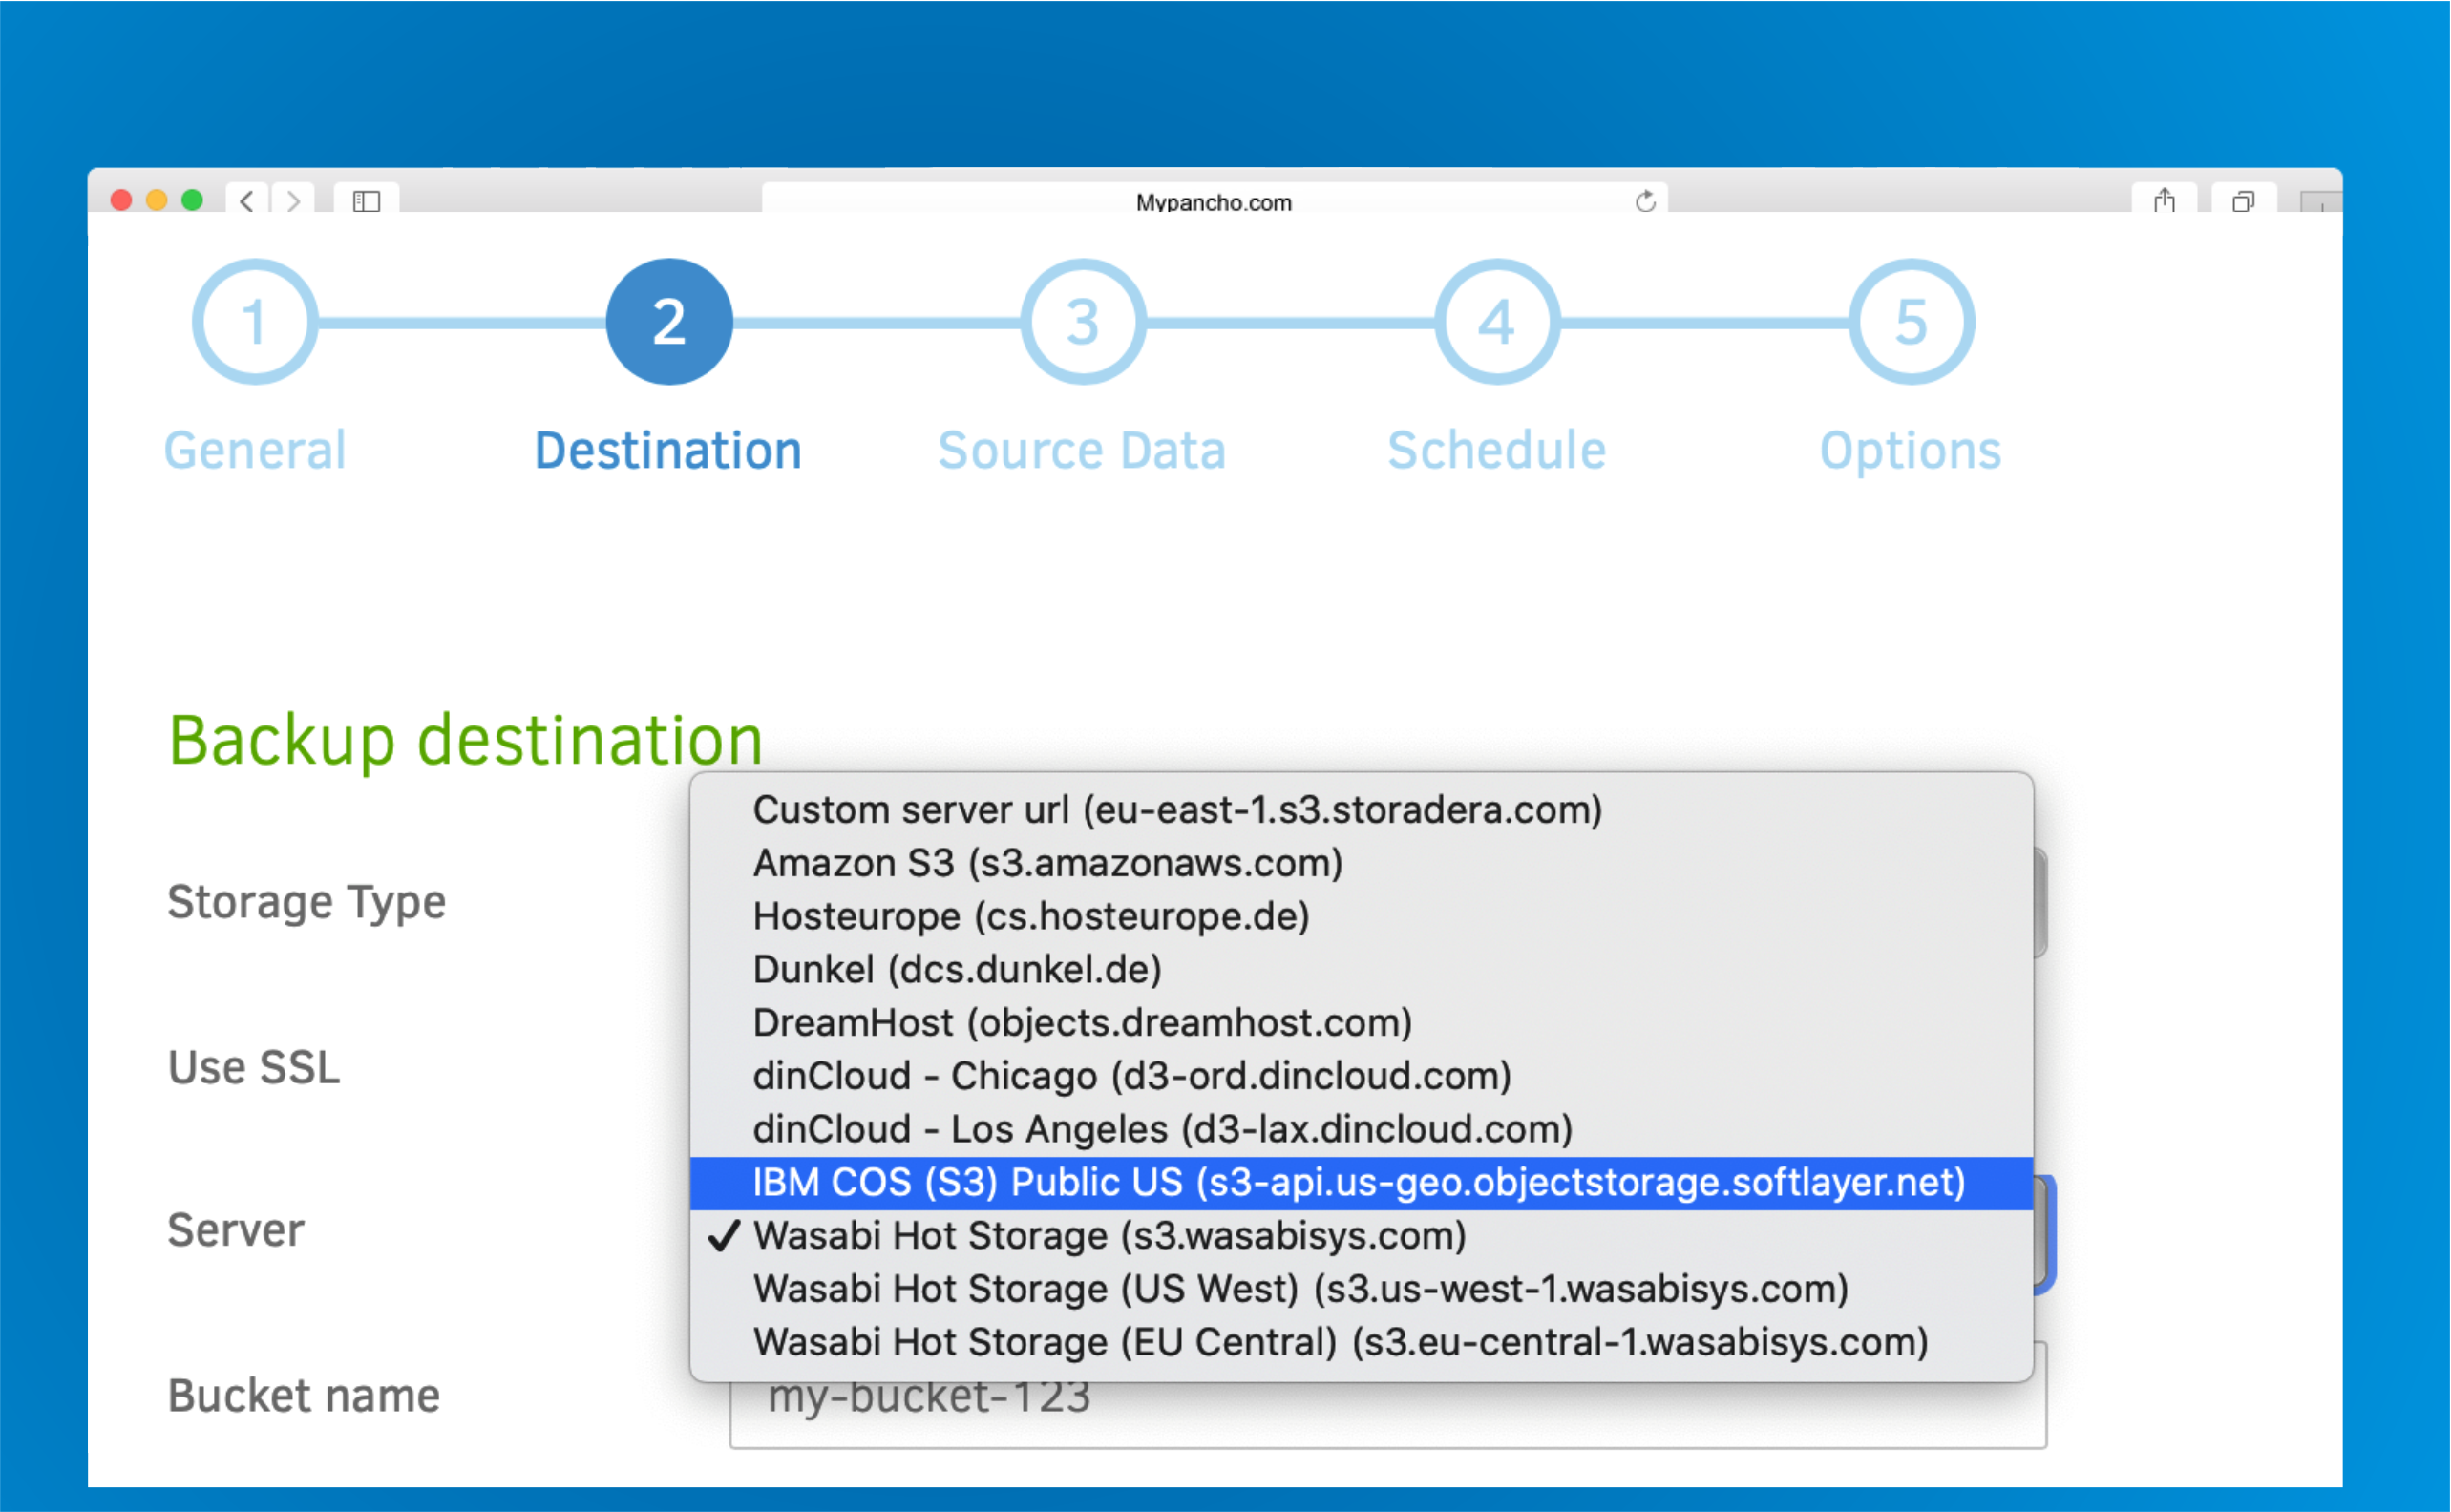 Mypancho.com
1 2 3 4 5
General Destination Source Data Schedule Options
Backup destination
Custom server url (eu-east-1.s3.storadera.com)
Amazon S3 (s3.amazonaws.com)
Storage Type
Hosteurope (cs.hosteurope.de)
Dunkel (dcs.dunkel.de)
DreamHost (objects.dreamhost.com)
Use SSL
dinCloud - Chicago (d3-ord.dincloud.com)
dinCloud - Los Angeles (d3-lax.dincloud.com)
IBM COS (S3) Public US (s3-api.us-geo.objectstorage.softlayer.net)
Server
Wasabi Hot Storage (s3.wasabisys.com)
Wasabi Hot Storage (US West) (s3.us-west-1.wasabisys.com)
Wasabi Hot Storage (EU Central) (s3.eu-central-1.wasabisys.com)
Bucket name
my-bucket-123